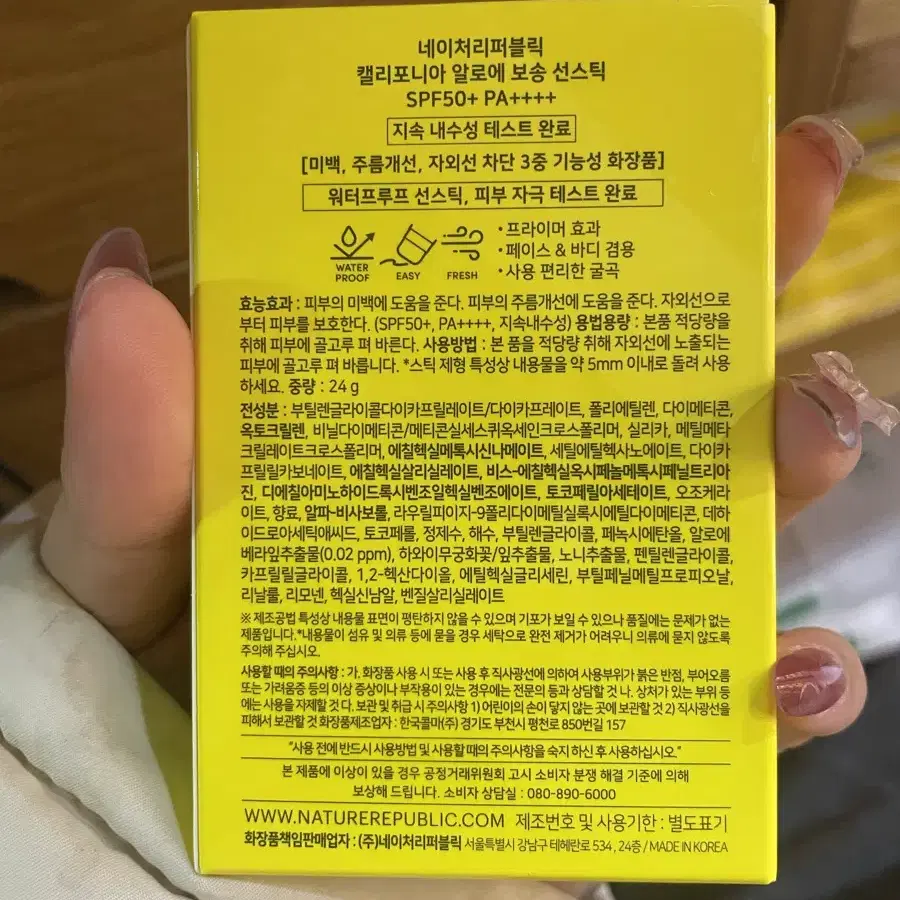 네이처리퍼블릭
캘리포니아 알로에 보송 선스틱
SPF50+ PA++++
지속 내수성 테스트 완료
[미백, 주름개선, 자외선 차단 3중 기능성 화장품]
워터프루프 선스틱, 피부 자극 테스트 완료
WATER PROOF
EASY
FRESH
• 프라이머 효과
• 페이스 & 바디 겸용
• 사용 편리한 굴곡
효능효과 : 피부의 미백에 도움을 준다. 피부의 주름개선에 도움을 준다. 자외선으로
부터 피부를 보호한다. (SPF50+, PA++++, 지속내수성) 용법용량 : 본품 적당량을
취해 피부에 골고루 펴 바른다. 사용방법 : 본 품을 적당량 취해 자외선에 노출되는
피부에 골고루 펴 바릅니다. *스틱 제형 특성상 내용물을 약 5mm 이내로 돌려 사용
하세요. 중량 : 24 g
전성분 : 부틸렌글라이콜다이카프릴레이트/다이카프레이트, 폴리에틸렌, 다이메티콘,
옥토크릴렌, 비닐다이메티콘/메티콘실세스퀴옥세인크로스폴리머, 실리카, 메틸메타
크릴레이트크로스폴리머, 에칠헥실메톡시신나메이트, 세틸에틸헥사노에이트, 다이카
프릴릴카보네이트, 에칠헥실살리실레이트, 비스-에칠헥실옥시페놀메톡시페닐트리아
진, 디에칠아미노하이드록시벤조일헥실벤조에이트, 토코페릴아세테이트, 오조케라
이트, 향료, 알파-비사보롤, 라우릴피이지-9폴리다이메틸실록시에틸다이메티콘, 데하
이드로아세틱애씨드, 토코페롤, 정제수, 해수, 부틸렌글라이콜, 페녹시에탄올, 알로에
베라잎추출물(0.02 ppm), 하와이무궁화꽃/잎추출물, 노니추출물, 펜틸렌글라이콜,
카프릴릴글라이콜, 1,2-헥산다이올, 에틸헥실글리세린, 부틸페닐메틸프로피오날,
리날룰, 리모넨, 헥실신남알, 벤질살리실레이트
※ 제조공법 특성상 내용물 표면이 평탄하지 않을 수 있으며 기포가 보일 수 있으나 품질에는 문제가 없는
제품입니다.*내용물이 섬유 및 의류 등에 묻을 경우 세탁으로 완전 제거가 어려우니 의류에 묻지 않도록
주의해 주십시오.
사용할 때의 주의사항 : 가. 화장품 사용 시 또는 사용 후 직사광선에 의하여 사용부위가 붉은 반점, 부어오름
또는 가려움증 등의 이상 증상이나 부작용이 있는 경우에는 전문의 등과 상담할 것 나. 상처가 있는 부위 등
에는 사용을 자제할 것 다. 보관 및 취급 시 주의사항 1) 어린이의 손이 닿지 않는 곳에 보관할 것 2) 직사광선을
피해서 보관할 것 화장품제조업자 : 한국콜마(주) 경기도 부천시 평천로 850번길 157
"사용 전에 반드시 사용방법 및 사용할 때의 주의사항을 숙지 하신 후 사용하십시오."
본 제품에 이상이 있을 경우 공정거래위원회 고시 소비자 분쟁 해결 기준에 의해
보상해 드립니다. 소비자 상담실 : 080-890-6000
WWW.NATUREREPUBLIC.COM 제조번호 및 사용기한 : 별도표기
화장품책임판매업자 : (주)네이처리퍼블릭 서울특별시 강남구 테헤란로 534, 24층 / MADE IN KOREA